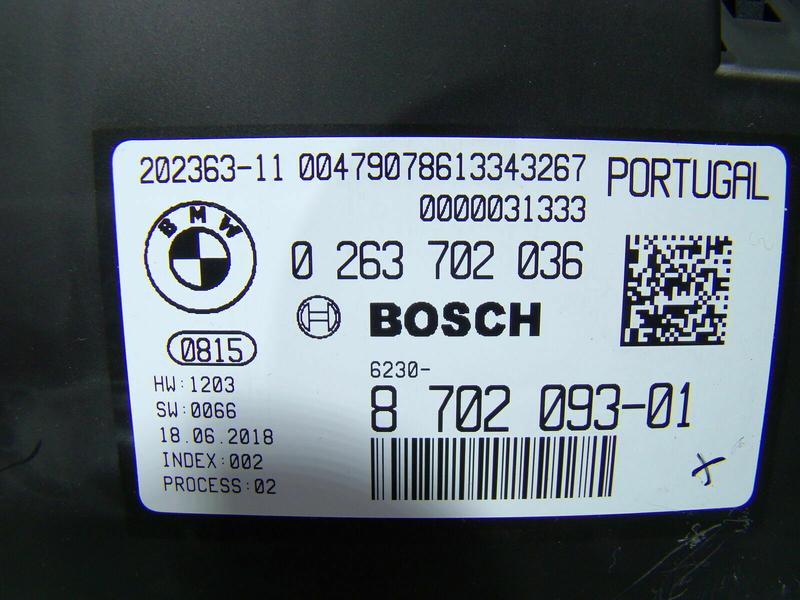 202363-11 00479078613343267 PORTUGAL
0000031333
BMW
0 263 702 036
BOSCH
0815
6230-
HW:1203
8 702 093-01
SW:0066
18.06.2018
INDEX:002
PROCESS:02